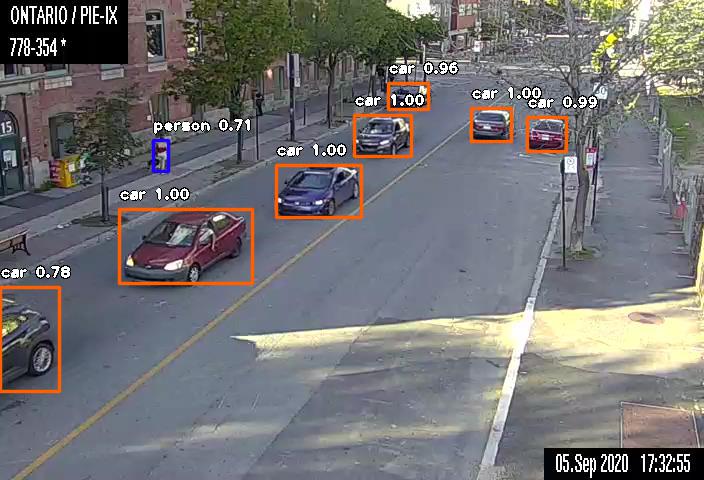 ONTARIO / PIE-IX
778-354 *
car 0.96
car 1.00
car 1.00
car 0.99
person 0.71
car 1.00
car 1.00
car 0.78
15
05.Sep 2020 17:32:55